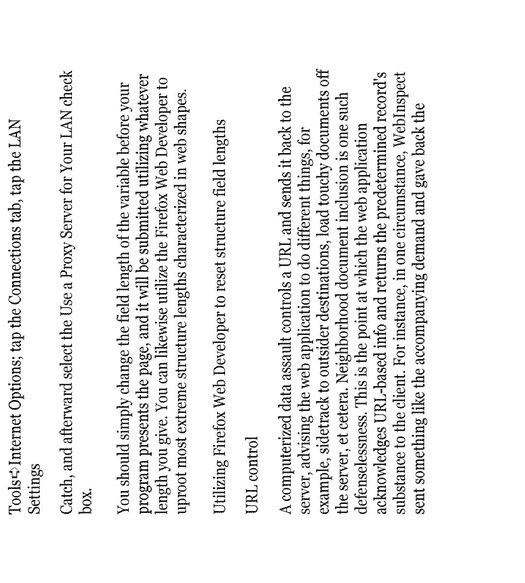 Tools➪Internet Options; tap the Connections tab, tap the LAN
Settings
Catch, and afterward select the Use a Proxy Server for Your LAN check
box.
You should simply change the field length of the variable before your
program presents the page, and it will be submitted utilizing whatever
length you give. You can likewise utilize the Firefox Web Developer to
uproot most extreme structure lengths characterized in web shapes.
Utilizing Firefox Web Developer to reset structure field lengths
URL control
A computerized data assault controls a URL and sends it back to the
server, advising the web application to do different things, for
example, sidetrack to outsider destinations, load touchy documents off
the server, et cetera. Neighborhood document inclusion is one such
defenselessness. This is the point at which the web application
acknowledges URL-based info and returns the predetermined record's
substance to the client. For instance, in one circumstance, WebInspect
sent something like the accompanying demand and gave back the